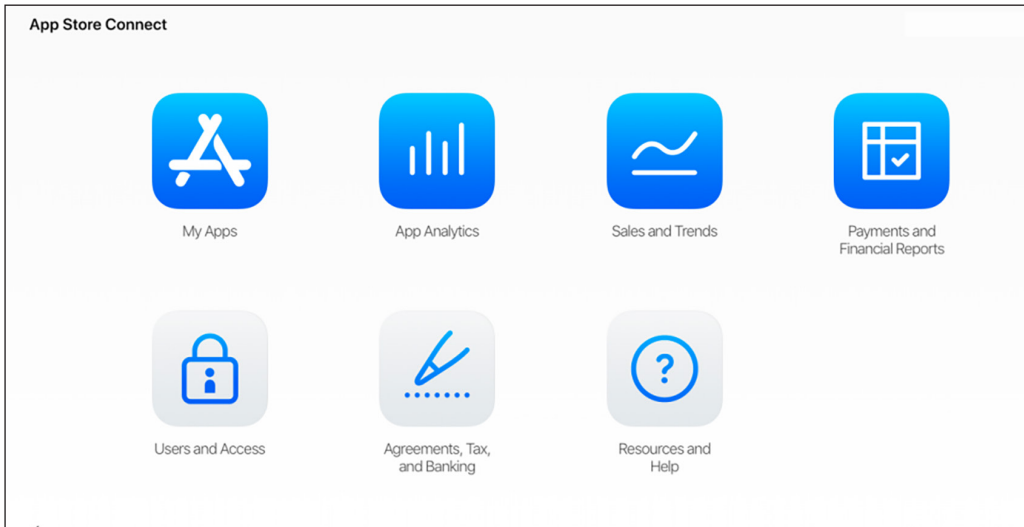 App Store Connect
My Apps
App Analytics
Sales and Trends
Payments and
Financial Reports
?
Users and Access
Agreements, Tax,
and Banking
Resources and
Help